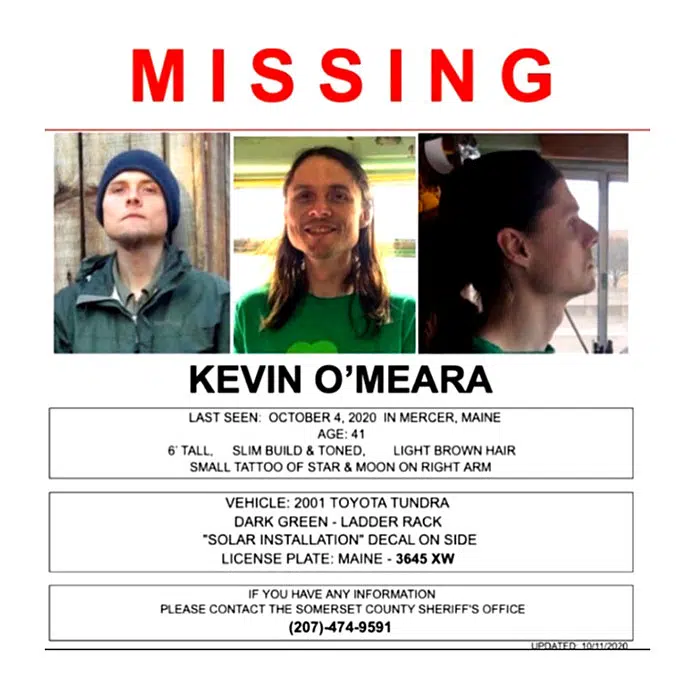 MISSING
KEVIN O’MEARA
LAST SEEN: OCTOBER 4, 2020 IN MERCER, MAINE
AGE: 41
6' TALL, SLIM BUILD & TONED, LIGHT BROWN HAIR
SMALL TATTOO OF STAR & MOON ON RIGHT ARM
VEHICLE: 2001 TOYOTA TUNDRA
DARK GREEN - LADDER RACK
"SOLAR INSTALLATION" DECAL ON SIDE
LICENSE PLATE: MAINE - 3645 XW
IF YOU HAVE ANY INFORMATION
PLEASE CONTACT THE SOMERSET COUNTY SHERIFF'S OFFICE
(207)-474-9591
UPDATED: 10/11/2020